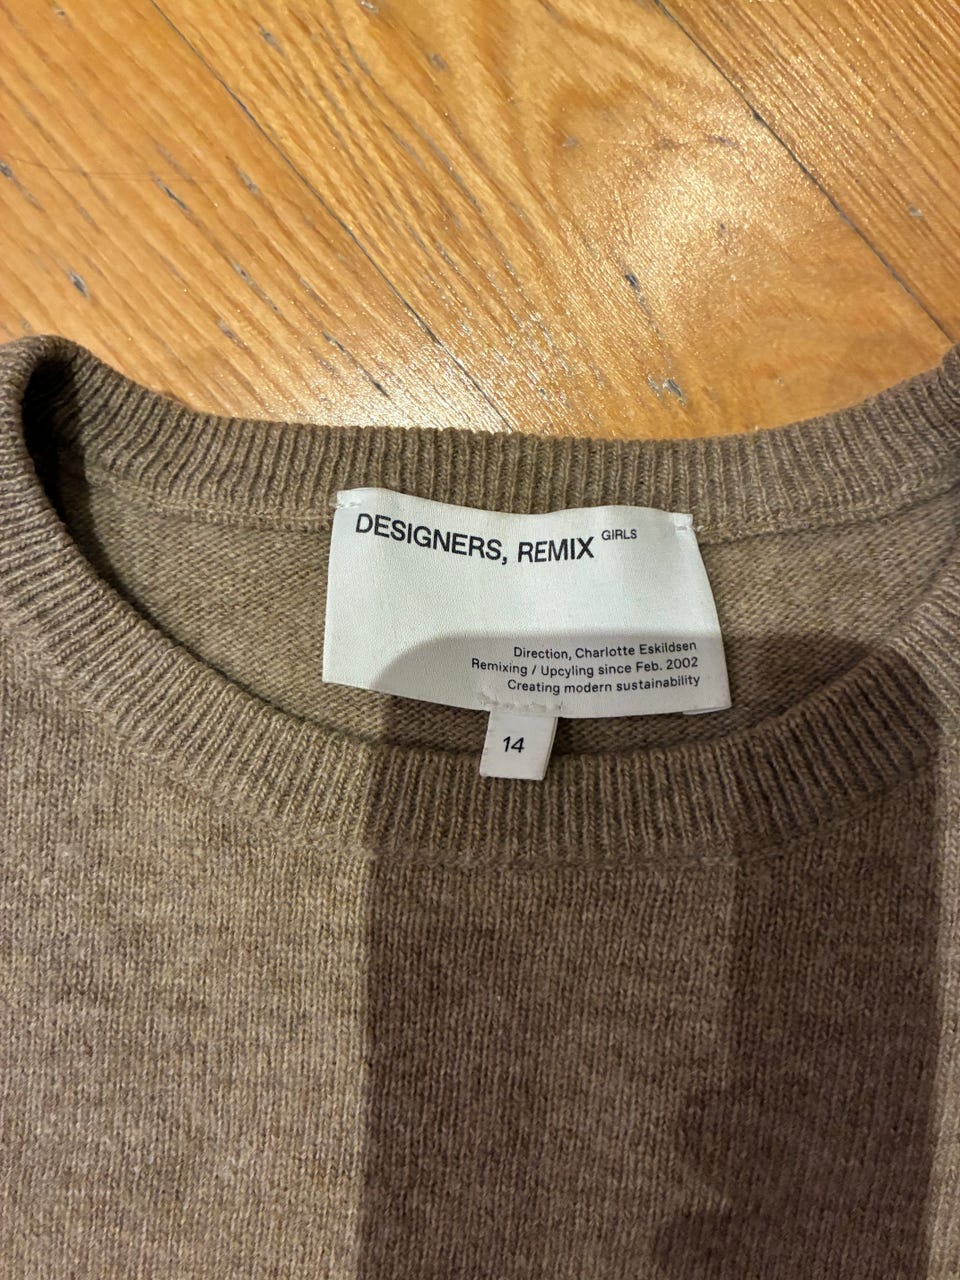 DESIGNERS, REMIX GIRLS
Direction, Charlotte Eskildsen
Remixing / Upcyling since Feb. 2002
Creating modern sustainability
14